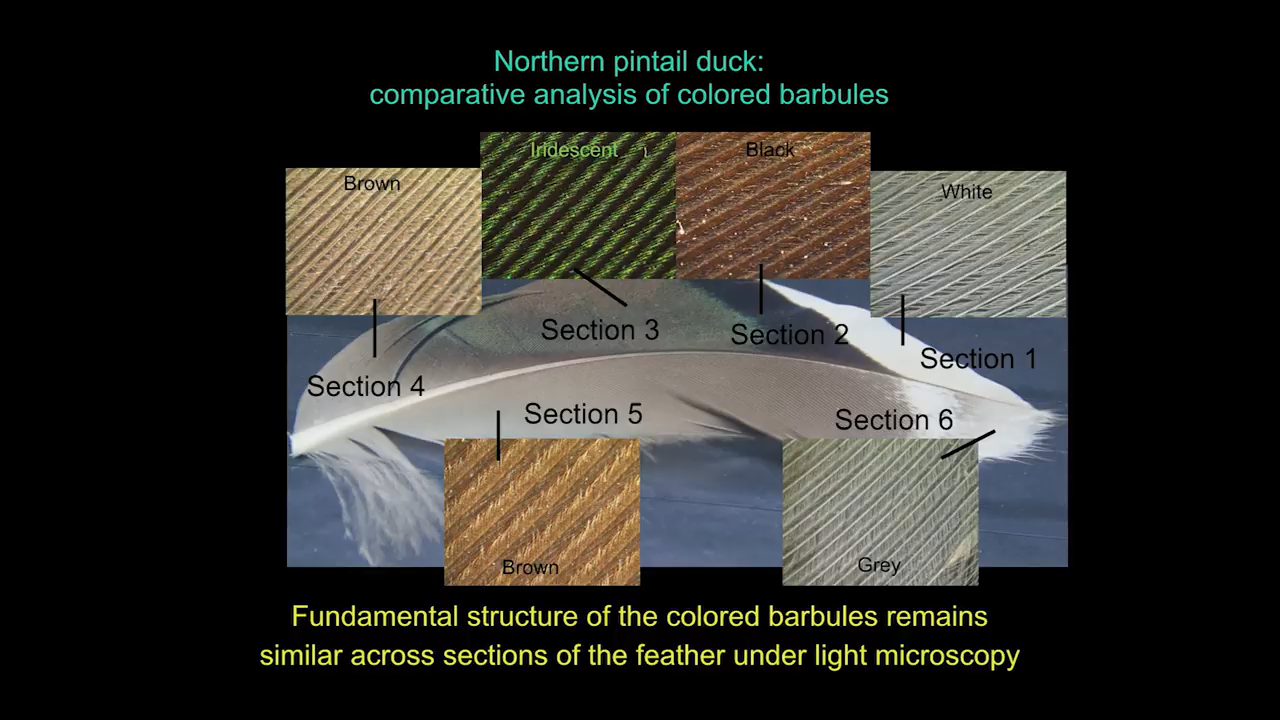 Northern pintail duck:
comparative analysis of colored barbules
Iridescent
Black
Brown
White
Section 3
Section 2
Section 1
Section 4
Section 5
Section 6
Brown
Grey
Fundamental structure of the colored barbules remains
similar across sections of the feather under light microscopy